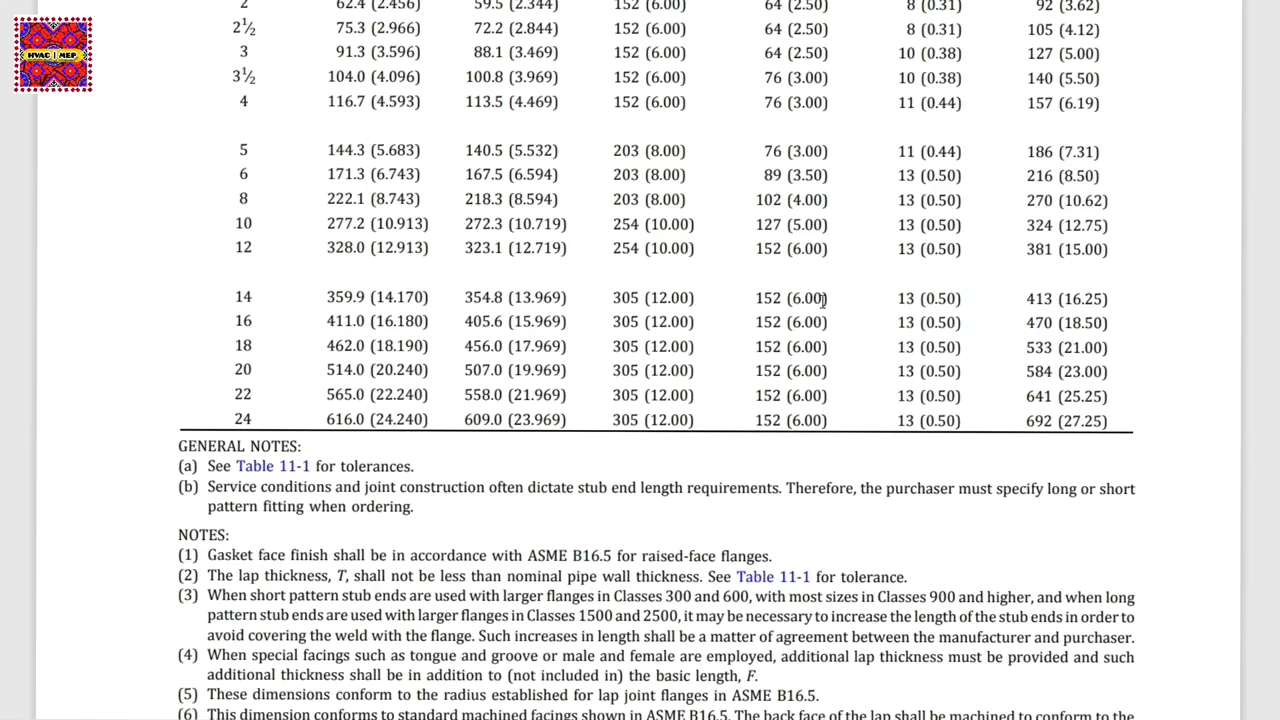 HVAC | MEP
2 62.4 (2.456) 59.5 (2.344) 152 (6.00) 64 (2.50) 8 (0.31) 92 (3.62)
2½ 75.3 (2.966) 72.2 (2.844) 152 (6.00) 64 (2.50) 8 (0.31) 105 (4.12)
3 91.3 (3.596) 88.1 (3.469) 152 (6.00) 64 (2.50) 10 (0.38) 127 (5.00)
3½ 104.0 (4.096) 100.8 (3.969) 152 (6.00) 76 (3.00) 10 (0.38) 140 (5.50)
4 116.7 (4.593) 113.5 (4.469) 152 (6.00) 76 (3.00) 11 (0.44) 157 (6.19)
5 144.3 (5.683) 140.5 (5.532) 203 (8.00) 76 (3.00) 11 (0.44) 186 (7.31)
6 171.3 (6.743) 167.5 (6.594) 203 (8.00) 89 (3.50) 13 (0.50) 216 (8.50)
8 222.1 (8.743) 218.3 (8.594) 203 (8.00) 102 (4.00) 13 (0.50) 270 (10.62)
10 277.2 (10.913) 272.3 (10.719) 254 (10.00) 127 (5.00) 13 (0.50) 324 (12.75)
12 328.0 (12.913) 323.1 (12.719) 254 (10.00) 152 (6.00) 13 (0.50) 381 (15.00)
14 359.9 (14.170) 354.8 (13.969) 305 (12.00) 152 (6.00) 13 (0.50) 413 (16.25)
16 411.0 (16.180) 405.6 (15.969) 305 (12.00) 152 (6.00) 13 (0.50) 470 (18.50)
18 462.0 (18.190) 456.0 (17.969) 305 (12.00) 152 (6.00) 13 (0.50) 533 (21.00)
20 514.0 (20.240) 507.0 (19.969) 305 (12.00) 152 (6.00) 13 (0.50) 584 (23.00)
22 565.0 (22.240) 558.0 (21.969) 305 (12.00) 152 (6.00) 13 (0.50) 641 (25.25)
24 616.0 (24.240) 609.0 (23.969) 305 (12.00) 152 (6.00) 13 (0.50) 692 (27.25)
GENERAL NOTES:
(a) See Table 11-1 for tolerances.
(b) Service conditions and joint construction often dictate stub end length requirements. Therefore, the purchaser must specify long or short
pattern fitting when ordering.
NOTES:
(1) Gasket face finish shall be in accordance with ASME B16.5 for raised-face flanges.
(2) The lap thickness, T, shall not be less than nominal pipe wall thickness. See Table 11-1 for tolerance.
(3) When short pattern stub ends are used with larger flanges in Classes 300 and 600, with most sizes in Classes 900 and higher, and when long
pattern stub ends are used with larger flanges in Classes 1500 and 2500, it may be necessary to increase the length of the stub ends in order to
avoid covering the weld with the flange. Such increases in length shall be a matter of agreement between the manufacturer and purchaser.
(4) When special facings such as tongue and groove or male and female are employed, additional lap thickness must be provided and such
additional thickness shall be in addition to (not included in) the basic length, F.
(5) These dimensions conform to the radius established for lap joint flanges in ASME B16.5.
(6) This dimension conforms to standard machined facings shown in ASME B16.5. The back face of the lap shall be machined to conform to the